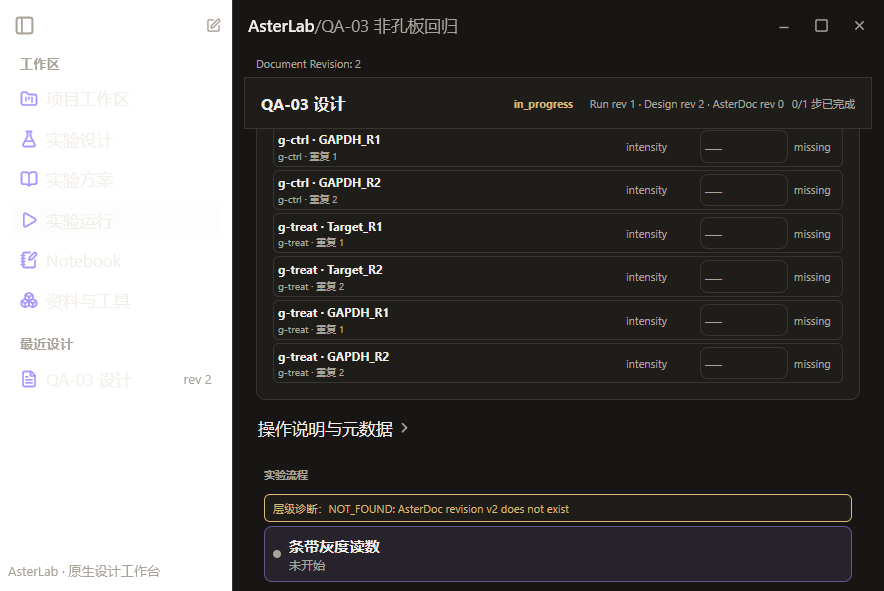 AsterLab/QA-03 非孔板回归
工作区
项目工作区
实验设计
实验方案
实验运行
Notebook
资料与工具
最近设计
QA-03 设计 rev 2
AsterLab · 原生设计工作台
Document Revision: 2
QA-03 设计 in_progress Run rev 1 · Design rev 2 · AsterDoc rev 0 0/1 步已完成
g-ctrl · GAPDH_R1 intensity — missing
g-ctrl · 重复 1
g-ctrl · GAPDH_R2 intensity — missing
g-ctrl · 重复 2
g-treat · Target_R1 intensity — missing
g-treat · 重复 1
g-treat · Target_R2 intensity — missing
g-treat · 重复 2
g-treat · GAPDH_R1 intensity — missing
g-treat · 重复 1
g-treat · GAPDH_R2 intensity — missing
g-treat · 重复 2
操作说明与元数据
实验流程
层级诊断：NOT_FOUND: AsterDoc revision v2 does not exist
条带灰度读数
未开始